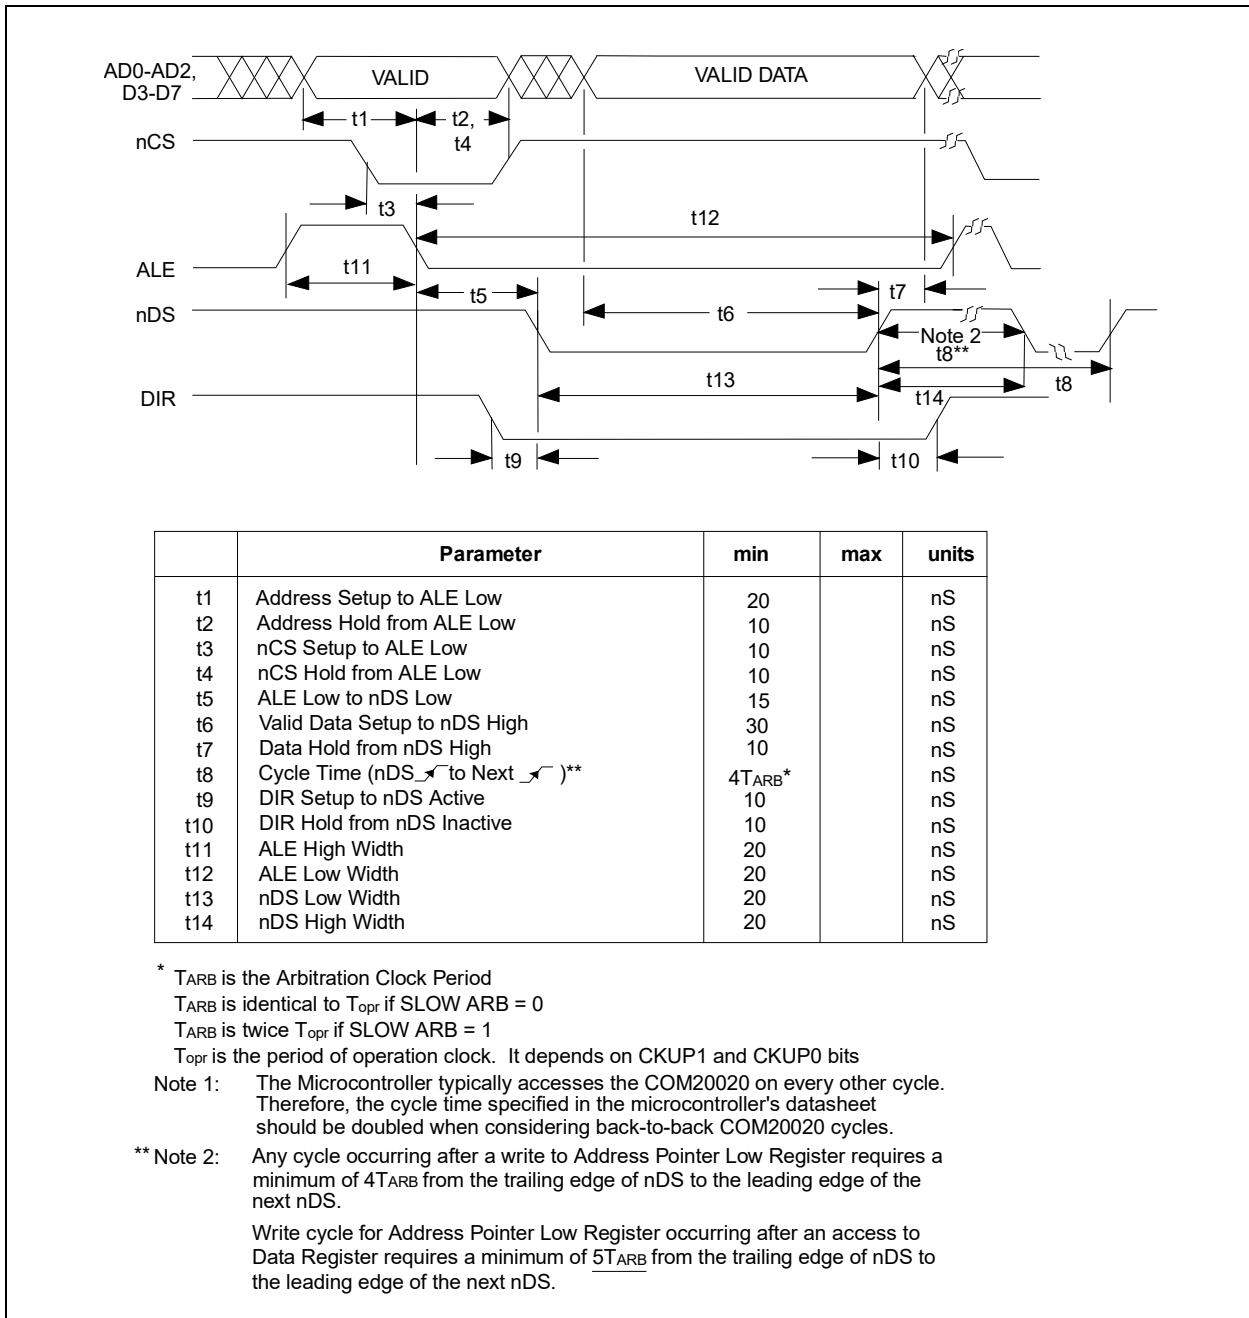 AD0-AD2,
D3-D7
VALID
VALID DATA
t1
t2,
t4
nCS
t3
t12
ALE
t11
t5
t7
nDS
t6
Note 2
t8**
t13
t8
t14
DIR
t9
t10
Parameter min max units
t1 Address Setup to ALE Low 20 nS
t2 Address Hold from ALE Low 10 nS
t3 nCS Setup to ALE Low 10 nS
t4 nCS Hold from ALE Low 10 nS
t5 ALE Low to nDS Low 15 nS
t6 Valid Data Setup to nDS High 30 nS
t7 Data Hold from nDS High 10 nS
t8 Cycle Time (nDS to Next )** 4TARB* nS
t9 DIR Setup to nDS Active 10 nS
t10 DIR Hold from nDS Inactive 10 nS
t11 ALE High Width 20 nS
t12 ALE Low Width 20 nS
t13 nDS Low Width 20 nS
t14 nDS High Width 20 nS
* TARB is the Arbitration Clock Period
TARB is identical to Topr if SLOW ARB = 0
TARB is twice Topr if SLOW ARB = 1
Topr is the period of operation clock. It depends on CKUP1 and CKUP0 bits
Note 1: The Microcontroller typically accesses the COM20020 on every other cycle.
Therefore, the cycle time specified in the microcontroller's datasheet
should be doubled when considering back-to-back COM20020 cycles.
** Note 2: Any cycle occurring after a write to Address Pointer Low Register requires a
minimum of 4TARB from the trailing edge of nDS to the leading edge of the
next nDS.
Write cycle for Address Pointer Low Register occurring after an access to
Data Register requires a minimum of 5TARB from the trailing edge of nDS to
the leading edge of the next nDS.